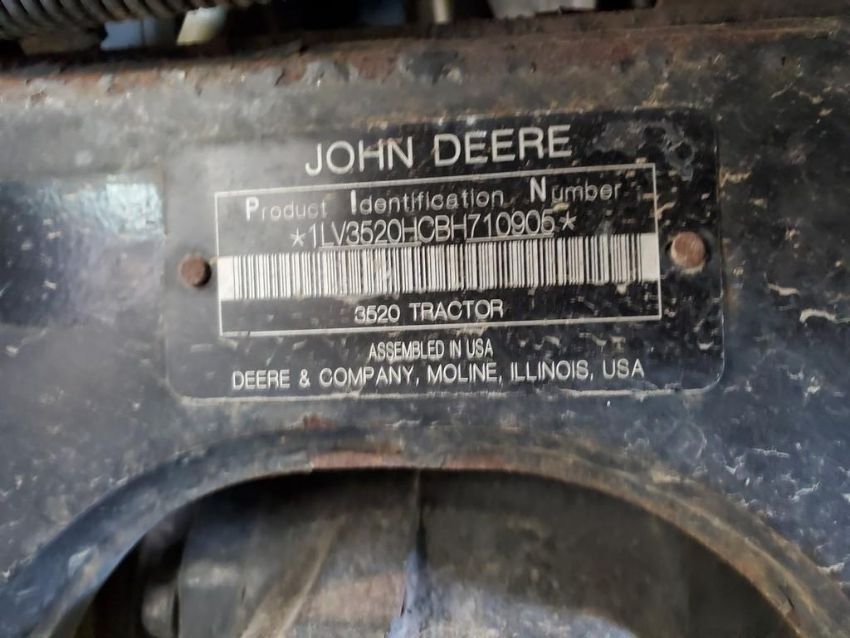 JOHN DEERE
Product Identification Number
*1LV3520HCBH710905*
3520 TRACTOR
ASSEMBLED IN USA
DEERE & COMPANY, MOLINE, ILLINOIS, USA